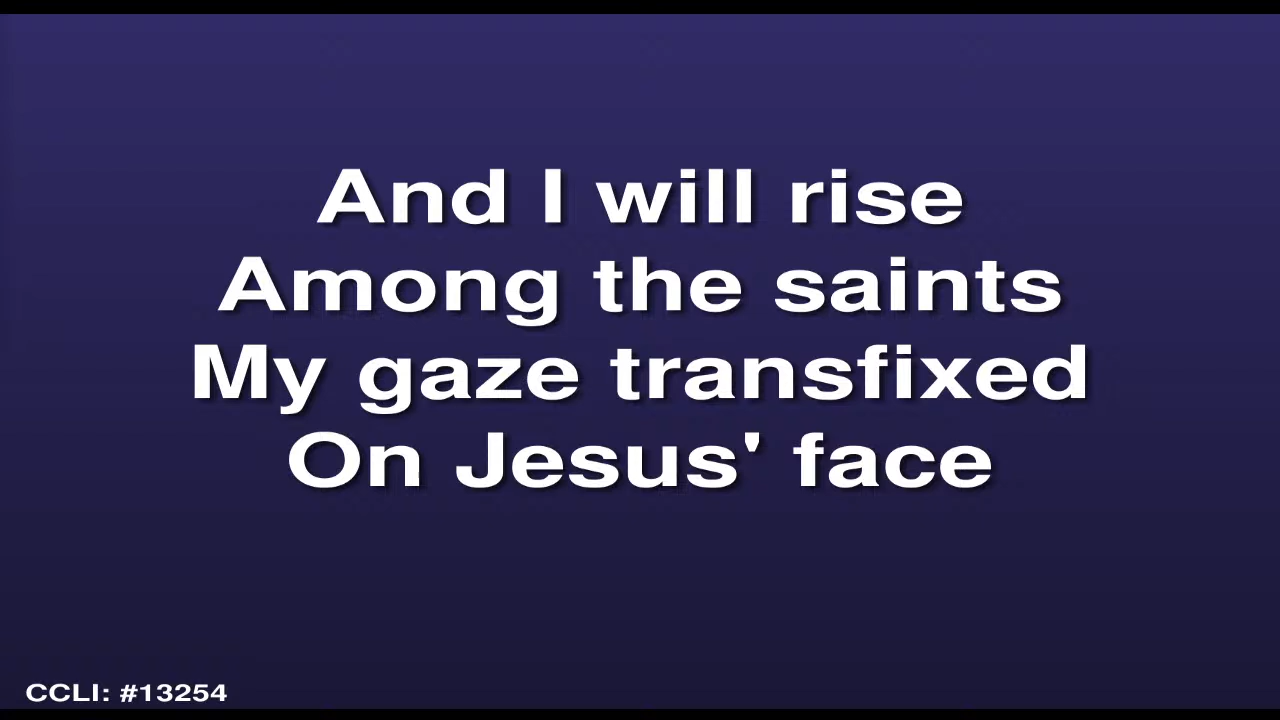 And I will rise
Among the saints
My gaze transfixed
On Jesus' face
CCLI: #13254